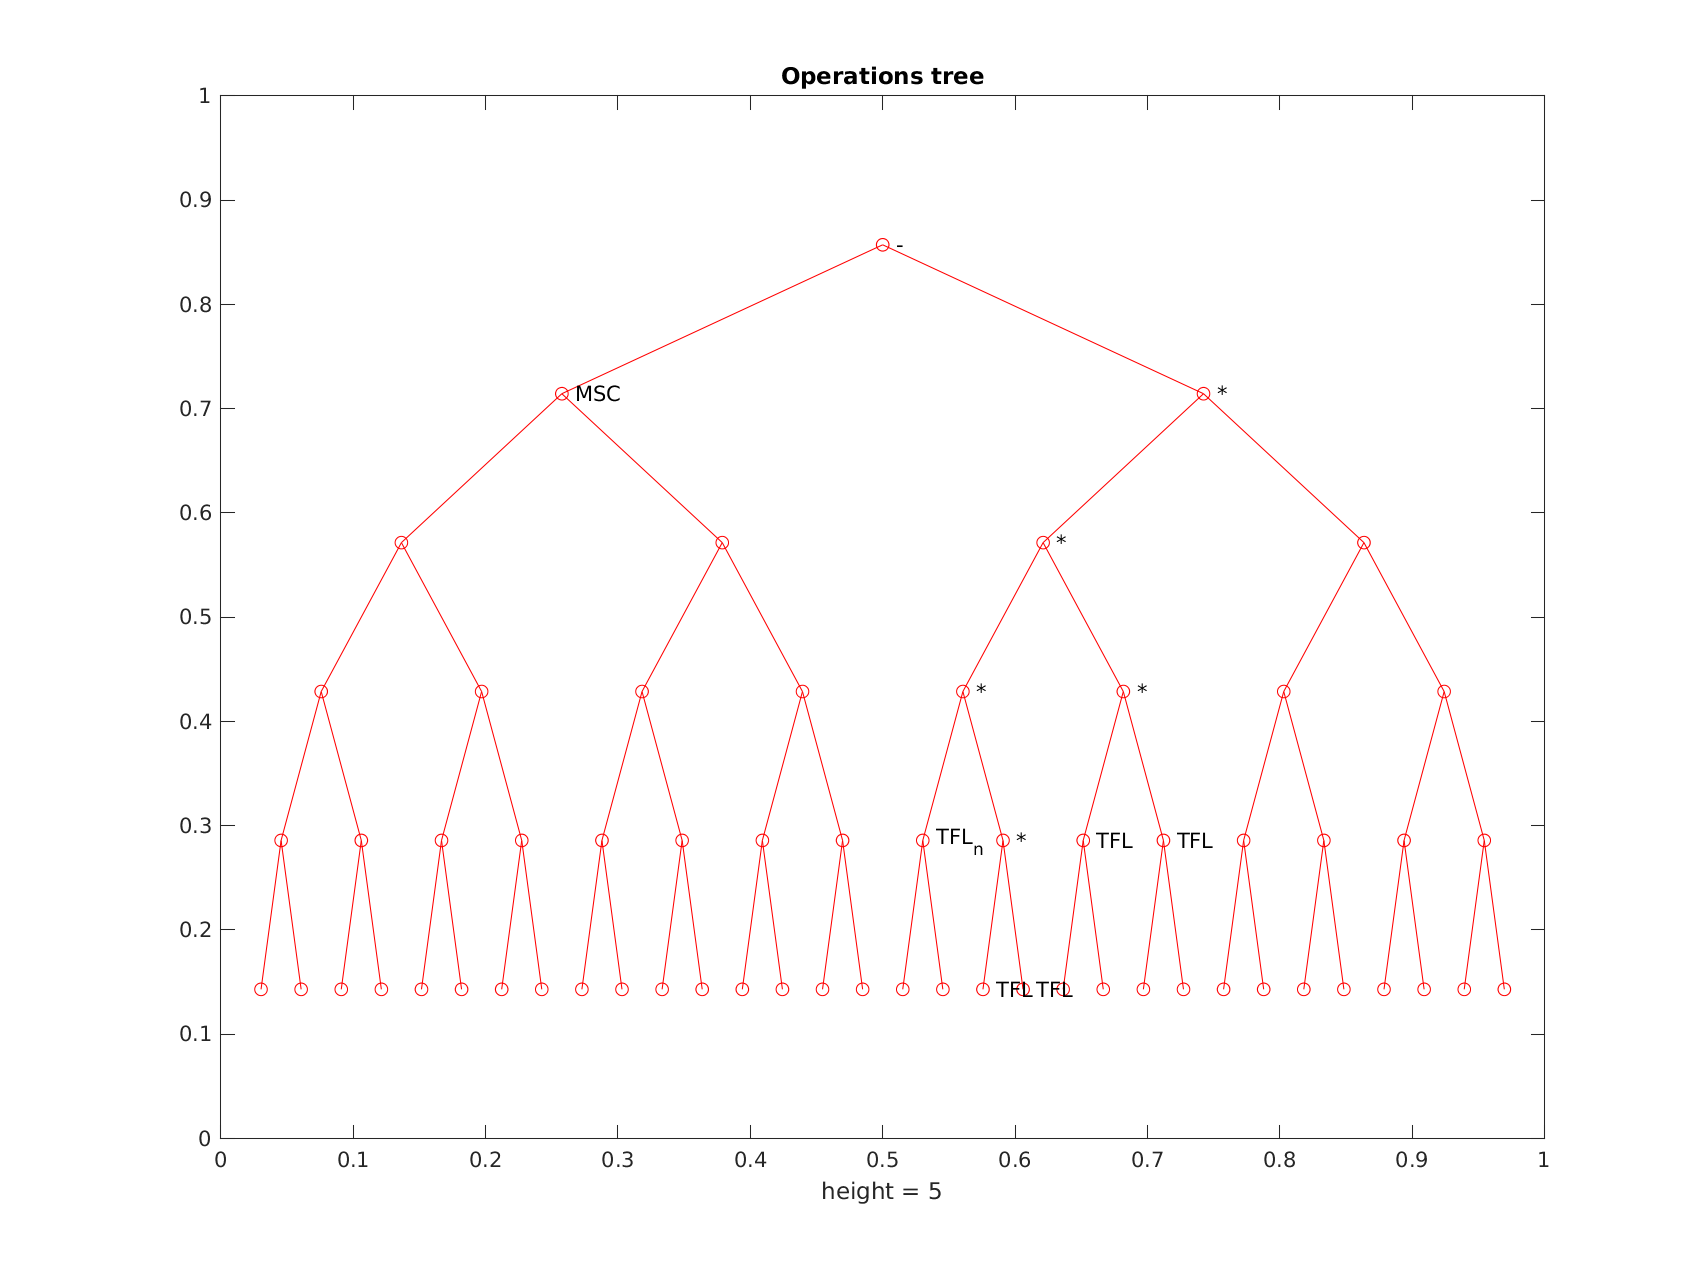 Operations tree
1
0.9
-
0.8
MSC *
0.7
0.6
*
0.5
* *
0.4
0.3
TFL_n * TFL TFL
0.2
TFL TFL
0.1
0
0 0.1 0.2 0.3 0.4 0.5 0.6 0.7 0.8 0.9 1
height = 5